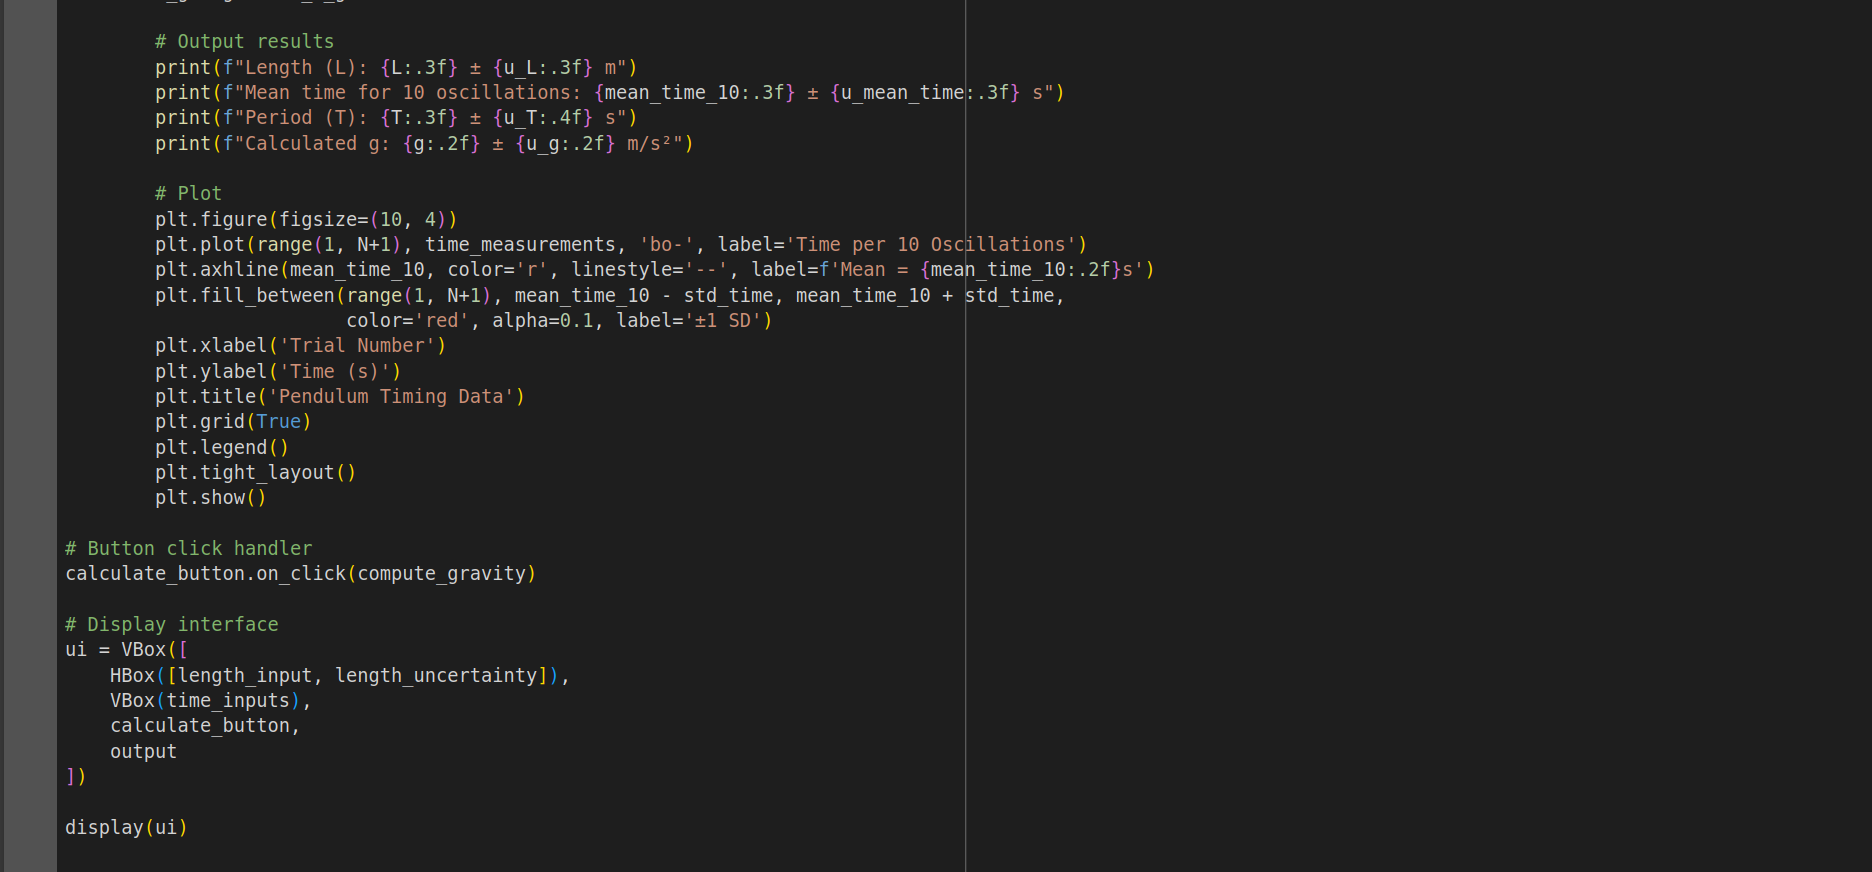 # Output results
        print(f"Length (L): {L:.3f} ± {u_L:.3f} m")
        print(f"Mean time for 10 oscillations: {mean_time_10:.3f} ± {u_mean_time:.3f} s")
        print(f"Period (T): {T:.3f} ± {u_T:.4f} s")
        print(f"Calculated g: {g:.2f} ± {u_g:.2f} m/s²")

        # Plot
        plt.figure(figsize=(10, 4))
        plt.plot(range(1, N+1), time_measurements, 'bo-', label='Time per 10 Oscillations')
        plt.axhline(mean_time_10, color='r', linestyle='--', label=f'Mean = {mean_time_10:.2f}s')
        plt.fill_between(range(1, N+1), mean_time_10 - std_time, mean_time_10 + std_time,
                         color='red', alpha=0.1, label='±1 SD')
        plt.xlabel('Trial Number')
        plt.ylabel('Time (s)')
        plt.title('Pendulum Timing Data')
        plt.grid(True)
        plt.legend()
        plt.tight_layout()
        plt.show()

# Button click handler
calculate_button.on_click(compute_gravity)

# Display interface
ui = VBox([
    HBox([length_input, length_uncertainty]),
    VBox(time_inputs),
    calculate_button,
    output
])

display(ui)